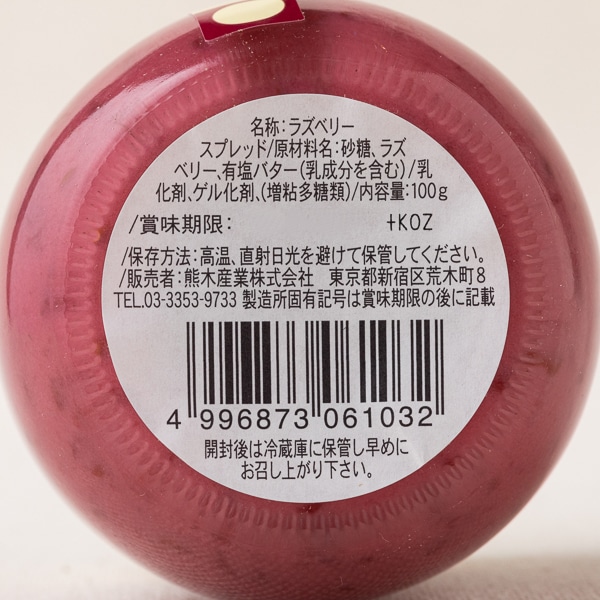 名称:ラズベリー
スプレッド/原材料名:砂糖、ラズ
ベリー、有塩バター(乳成分を含む)/乳
化剤、ゲル化剤、(増粘多糖類)/内容量:100g
/賞味期限: +KOZ
/保存方法:高温、直射日光を避けて保管してください。
/販売者:熊木産業株式会社 東京都新宿区荒木町8
TEL.03-3353-9733 製造所固有記号は賞味期限の後に記載
4 996873 061032
開封後は冷蔵庫に保管し早めに
お召し上がり下さい。